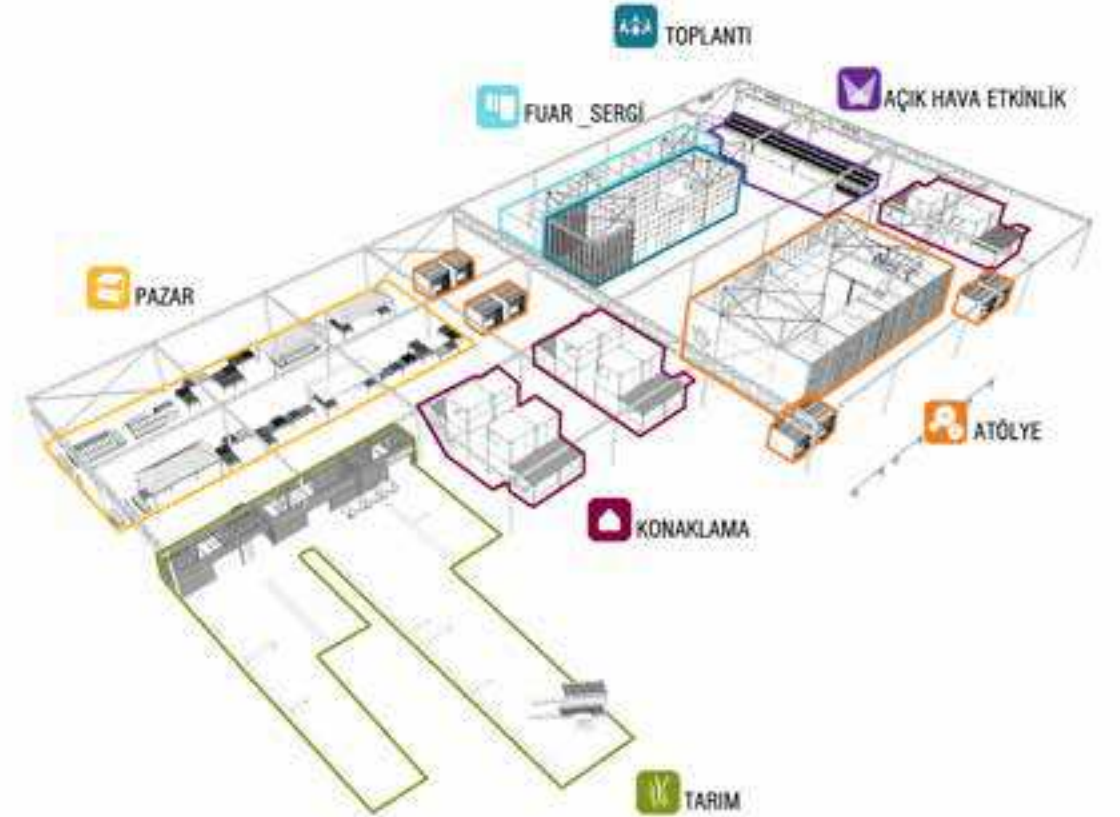 TOPLANTI
AÇIK HAVA ETKİNLİK
FUAR _SERGİ
PAZAR
ATÖLYE
KONAKLAMA
TARIM